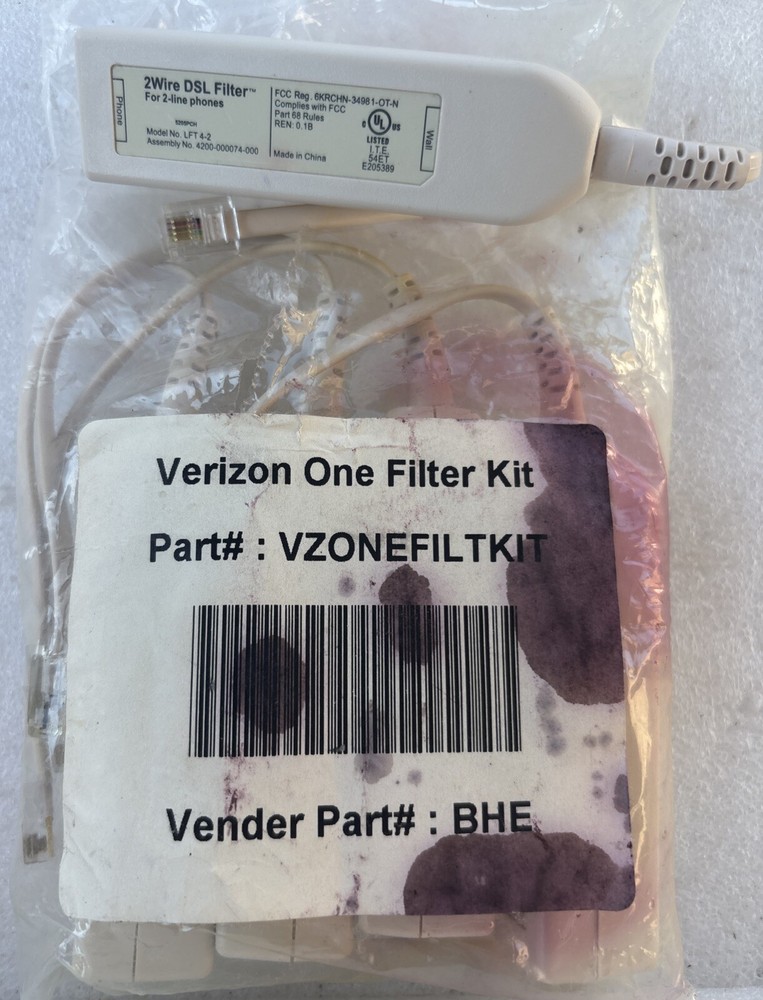 2Wire DSL Filter™
For 2-line phones
Model No. LFT 4-2
Assembly No. 4200-000074-000
FCC Reg. 6KRCHN-34981-OT-N
Complies with FCC
Part 68 Rules
REN: 0.1B
Made in China
C UL US
LISTED
I.T.E.
54ET
E205389
Phone
Wall
Verizon One Filter Kit
Part# : VZONEFILTKIT
Vender Part# : BHE